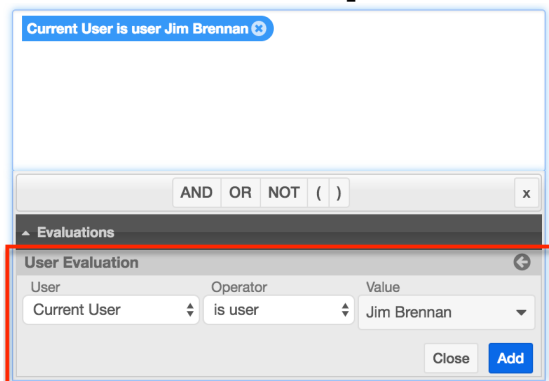 Current User is user Jim Brennan
AND OR NOT ( ) x
Evaluations
User Evaluation
User Operator Value
Current User is user Jim Brennan
Close Add